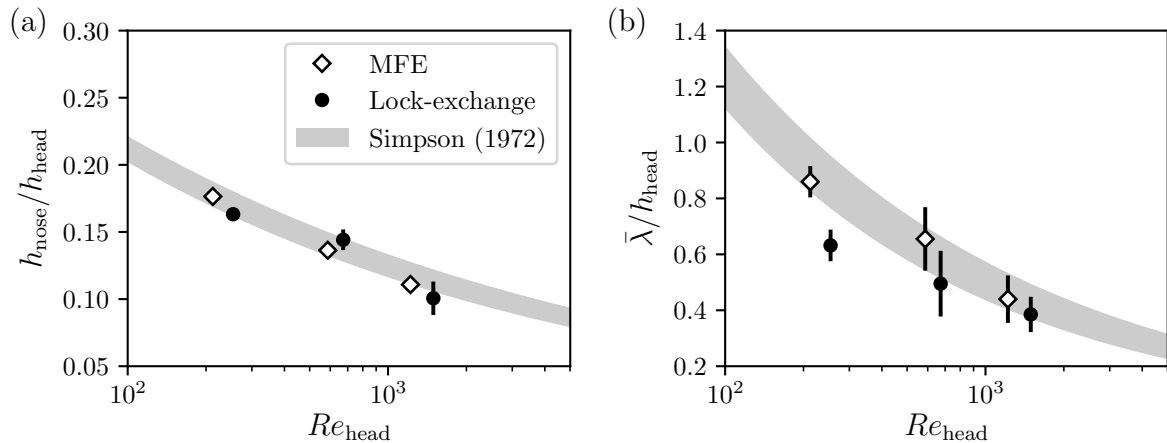 (a)
0.30
0.25
0.20
0.15
0.10
0.05
h_nose/h_head
10^2
10^3
Re_head
MFE
Lock-exchange
Simpson (1972)
(b)
1.4
1.2
1.0
0.8
0.6
0.4
0.2
λ̄/h_head
10^2
10^3
Re_head